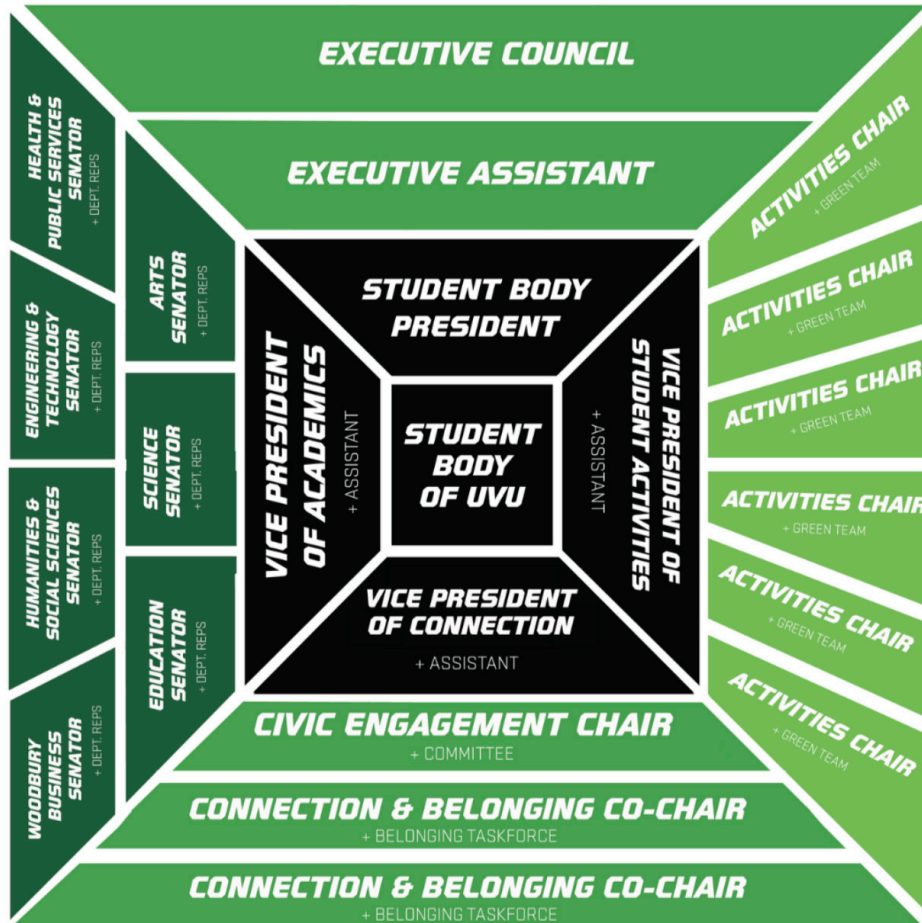 EXECUTIVE COUNCIL
EXECUTIVE ASSISTANT
HEALTH &
PUBLIC SERVICES
SENATOR
+ DEPT. REPS
ENGINEERING &
TECHNOLOGY
SENATOR
+ DEPT. REPS
HUMANITIES &
SOCIAL SCIENCES
SENATOR
+ DEPT. REPS
WOODBURY
BUSINESS
SENATOR
+ DEPT. REPS
ARTS
SENATOR
+ DEPT. REPS
SCIENCE
SENATOR
+ DEPT. REPS
EDUCATION
SENATOR
+ DEPT. REPS
VICE PRESIDENT
OF ACADEMICS
+ ASSISTANT
STUDENT BODY
PRESIDENT
STUDENT
BODY
OF UVU
VICE PRESIDENT
OF CONNECTION
+ ASSISTANT
VICE PRESIDENT OF
STUDENT ACTIVITIES
+ ASSISTANT
ACTIVITIES CHAIR
+ GREEN TEAM
ACTIVITIES CHAIR
+ GREEN TEAM
ACTIVITIES CHAIR
+ GREEN TEAM
ACTIVITIES CHAIR
+ GREEN TEAM
ACTIVITIES CHAIR
+ GREEN TEAM
ACTIVITIES CHAIR
+ GREEN TEAM
CIVIC ENGAGEMENT CHAIR
+ COMMITTEE
CONNECTION & BELONGING CO-CHAIR
+ BELONGING TASKFORCE
CONNECTION & BELONGING CO-CHAIR
+ BELONGING TASKFORCE